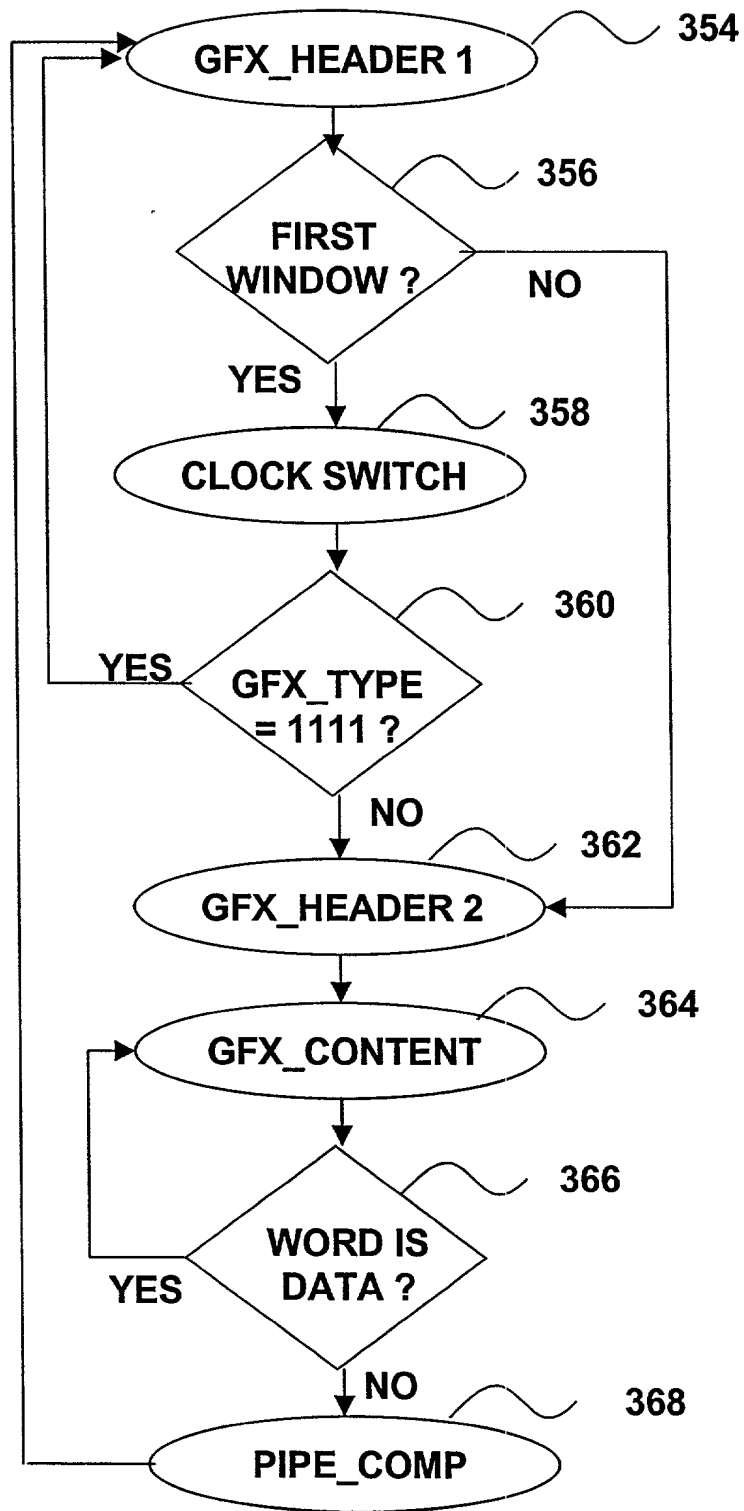 GFX_HEADER 1
354
356
FIRST
WINDOW ?
NO
YES
358
CLOCK SWITCH
360
YES
GFX_TYPE
= 1111 ?
NO
362
GFX_HEADER 2
364
GFX_CONTENT
366
WORD IS
DATA ?
YES
NO
368
PIPE_COMP